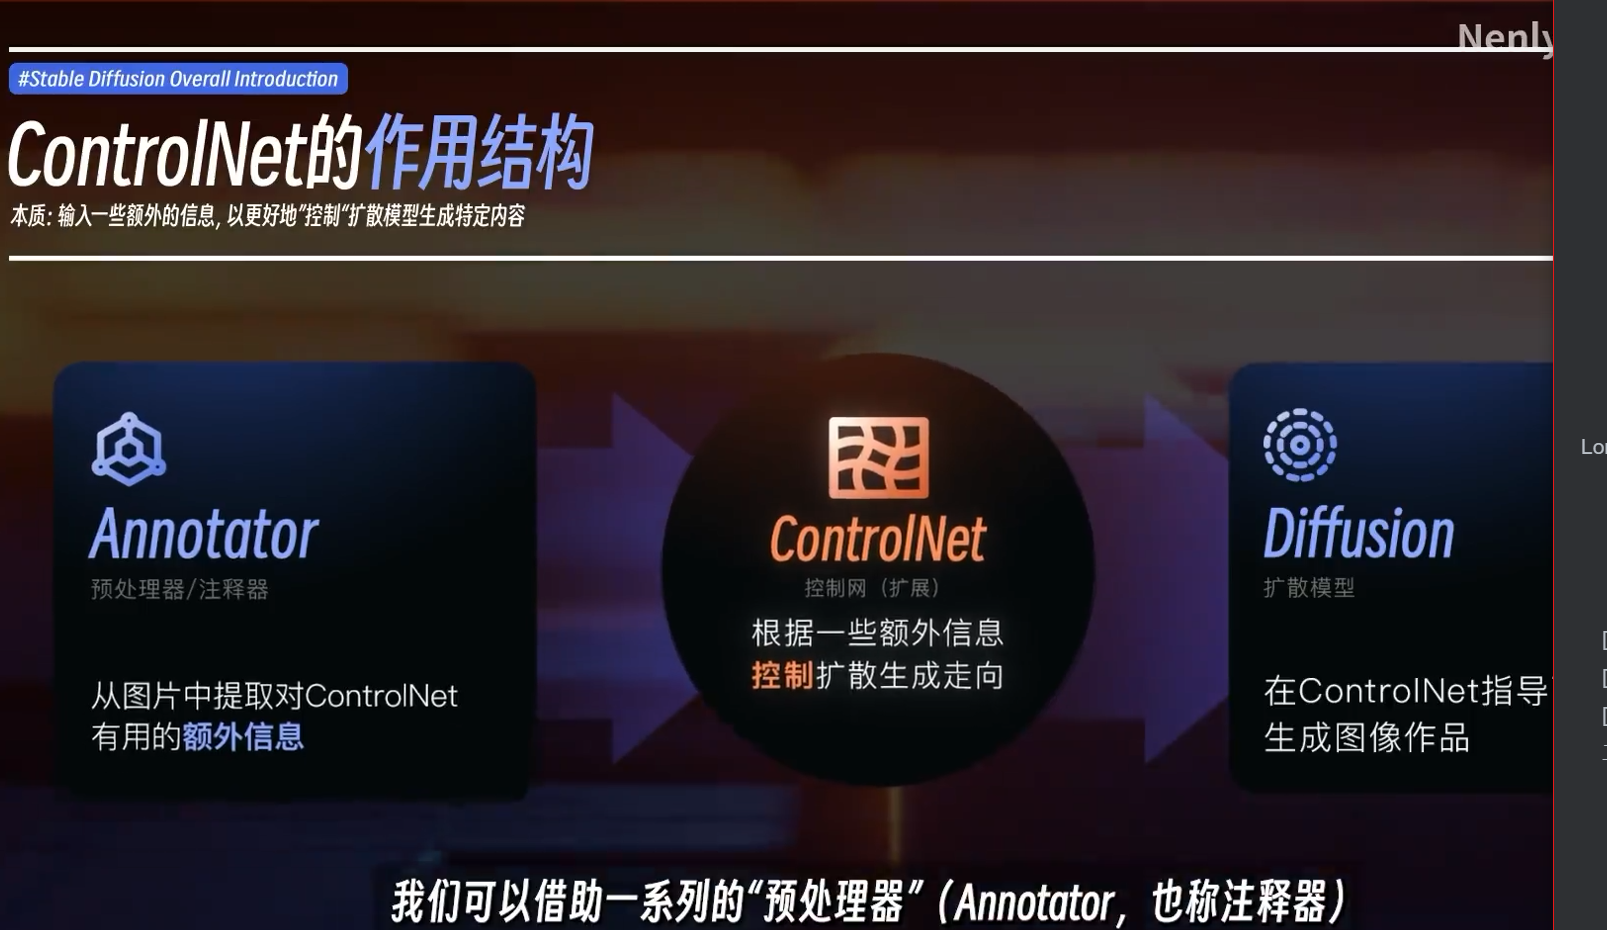 Nenly
#Stable Diffusion Overall Introduction
ControlNet的作用结构
本质: 输入一些额外的信息, 以更好地"控制“扩散模型生成特定内容
Annotator
预处理器/注释器
从图片中提取对ControlNet
有用的额外信息
ControlNet
控制网（扩展）
根据一些额外信息
控制扩散生成走向
Diffusion
扩散模型
在ControlNet指导
生成图像作品
我们可以借助一系列的“预处理器”（Annotator，也称注释器）